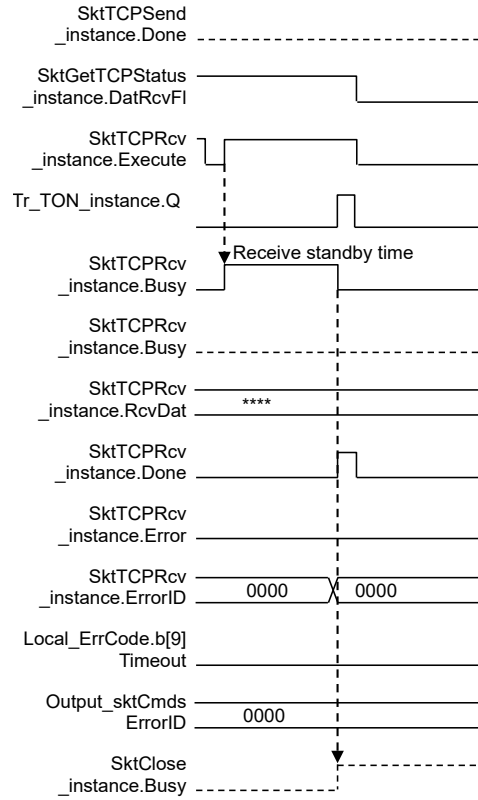 SktTCPSend
_instance.Done
SktGetTCPStatus
_instance.DatRcvFl
SktTCPRcv
_instance.Execute
Tr_TON_instance.Q
Receive standby time
SktTCPRcv
_instance.Busy
SktTCPRcv
_instance.Busy
SktTCPRcv
_instance.RcvDat
****
SktTCPRcv
_instance.Done
SktTCPRcv
_instance.Error
SktTCPRcv
_instance.ErrorID
0000 0000
Local_ErrCode.b[9]
Timeout
Output_sktCmds
ErrorID
0000
SktClose
_instance.Busy